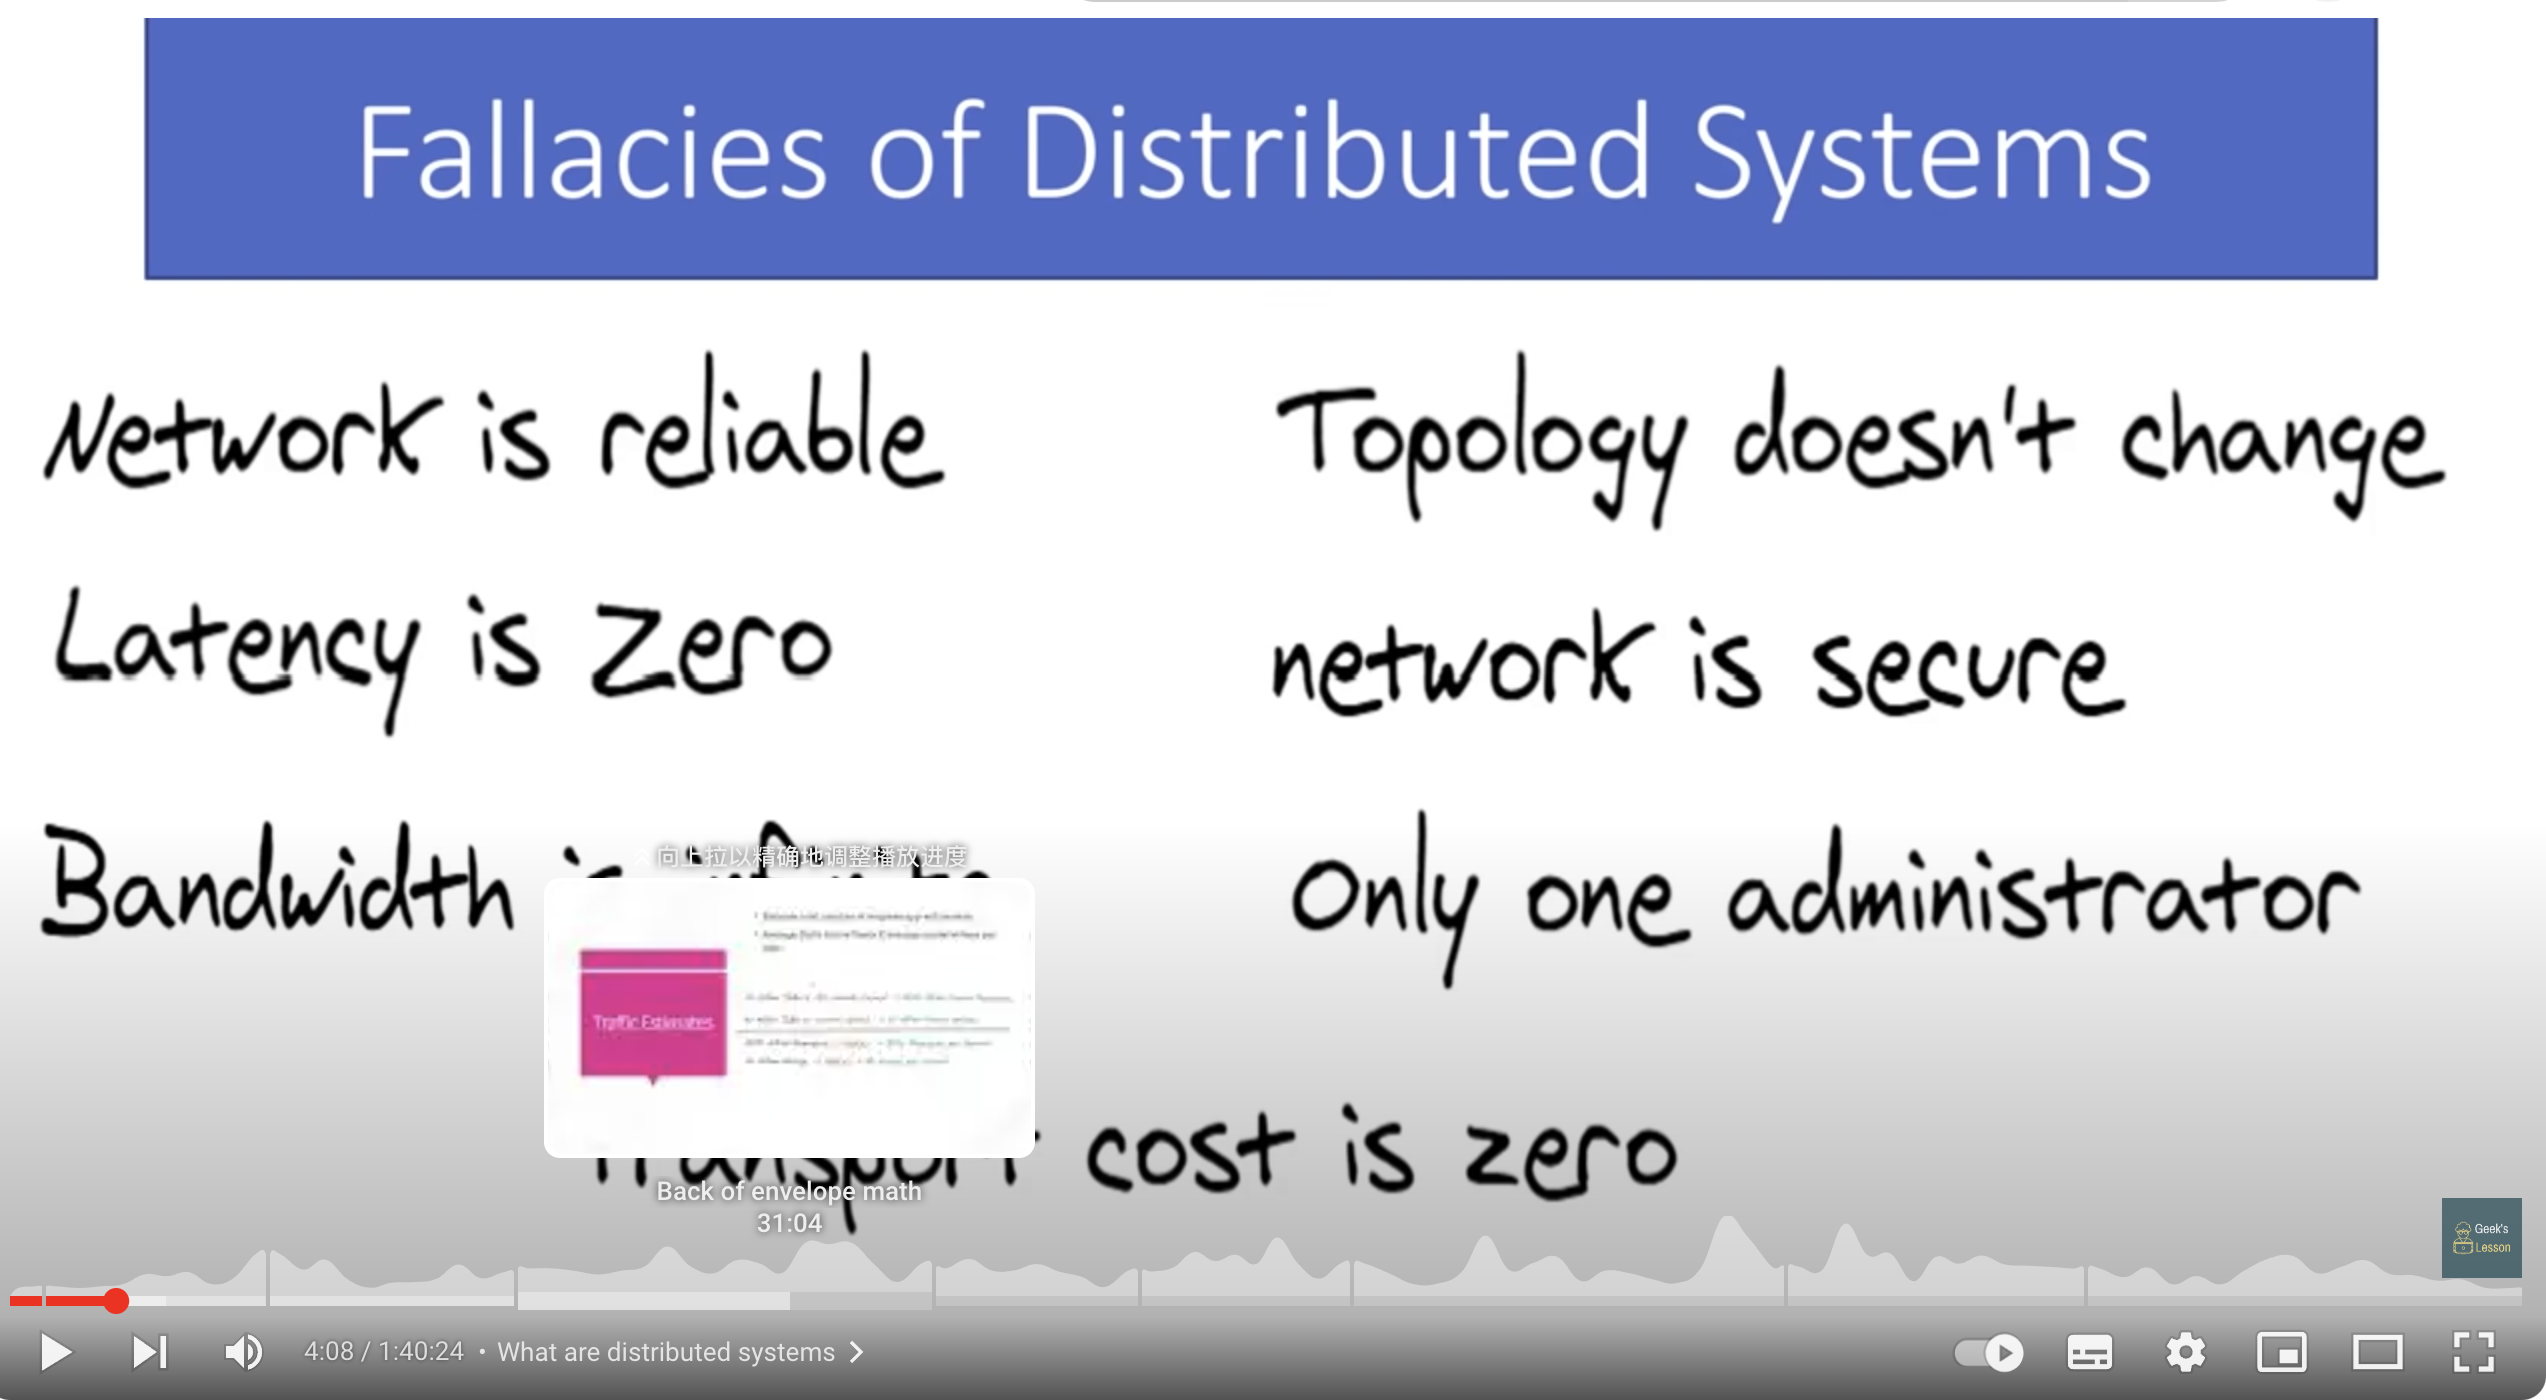 Fallacies of Distributed Systems
Network is reliable
Topology doesn't change
Latency is Zero
network is secure
Bandwidth
Only one administrator
向上拉以精确地调整播放进度
Traffic Estimates
Transport cost is zero
Back of envelope math
31:04
Geek's
Lesson
4:08 / 1:40:24 • What are distributed systems